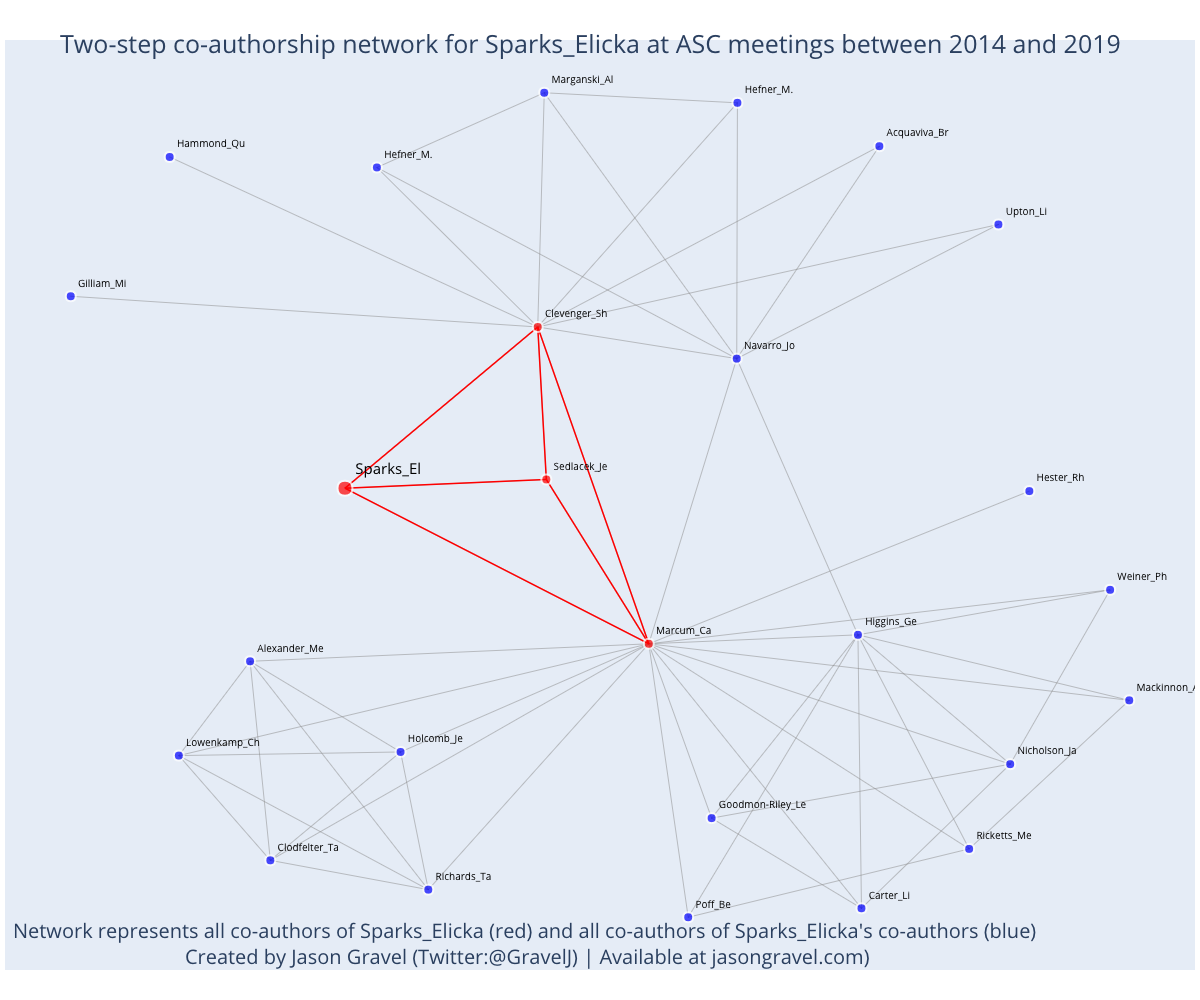 Two-step co-authorship network for Sparks_Elicka at ASC meetings between 2014 and 2019
Marganski_Al
Hefner_M.
Acquaviva_Br
Hammond_Qu
Hefner_M.
Upton_Li
Gilliam_Mi
Clevenger_Sh
Navarro_Jo
Sparks_El
Sedlacek_Je
Hester_Rh
Weiner_Ph
Higgins_Ge
Marcum_Ca
Alexander_Me
Mackinnon_A
Lowenkamp_Ch
Holcomb_Je
Nicholson_Ja
Goodmon-Riley_Le
Ricketts_Me
Clodfelter_Ta
Richards_Ta
Carter_Li
Poff_Be
Network represents all co-authors of Sparks_Elicka (red) and all co-authors of Sparks_Elicka's co-authors (blue)
Created by Jason Gravel (Twitter:@GravelJ) | Available at jasongravel.com)